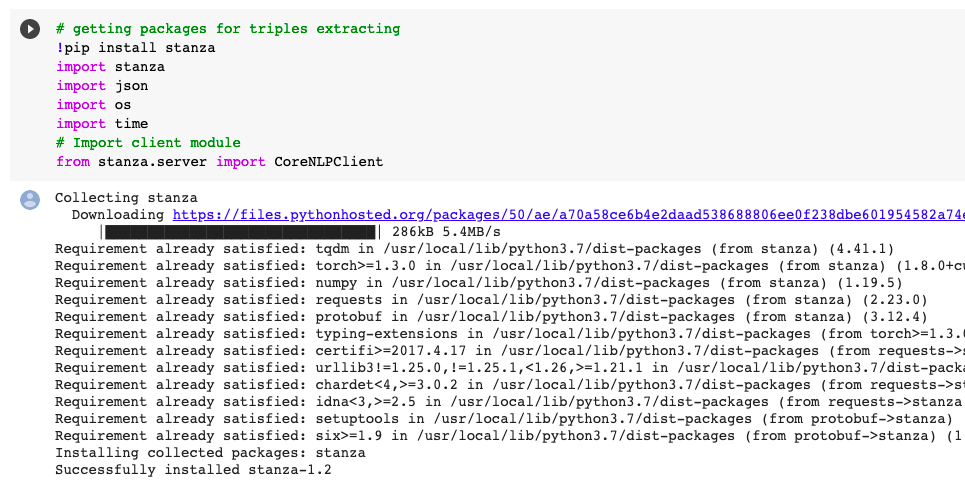 # getting packages for triples extracting
!pip install stanza
import stanza
import json
import os
import time
# Import client module
from stanza.server import CoreNLPClient
Collecting stanza
Downloading https://files.pythonhosted.org/packages/50/ae/a70a58ce6b4e2daad538688806ee0f238dbe601954582a74e
286kB 5.4MB/s
Requirement already satisfied: tqdm in /usr/local/lib/python3.7/dist-packages (from stanza) (4.41.1)
Requirement already satisfied: torch>=1.3.0 in /usr/local/lib/python3.7/dist-packages (from stanza) (1.8.0+cu
Requirement already satisfied: numpy in /usr/local/lib/python3.7/dist-packages (from stanza) (1.19.5)
Requirement already satisfied: requests in /usr/local/lib/python3.7/dist-packages (from stanza) (2.23.0)
Requirement already satisfied: protobuf in /usr/local/lib/python3.7/dist-packages (from stanza) (3.12.4)
Requirement already satisfied: typing-extensions in /usr/local/lib/python3.7/dist-packages (from torch>=1.3.0
Requirement already satisfied: certifi>=2017.4.17 in /usr/local/lib/python3.7/dist-packages (from requests->s
Requirement already satisfied: urllib3!=1.25.0,!=1.25.1,<1.26,>=1.21.1 in /usr/local/lib/python3.7/dist-packa
Requirement already satisfied: chardet<4,>=3.0.2 in /usr/local/lib/python3.7/dist-packages (from requests->st
Requirement already satisfied: idna<3,>=2.5 in /usr/local/lib/python3.7/dist-packages (from requests->stanza
Requirement already satisfied: setuptools in /usr/local/lib/python3.7/dist-packages (from protobuf->stanza)
Requirement already satisfied: six>=1.9 in /usr/local/lib/python3.7/dist-packages (from protobuf->stanza) (1
Installing collected packages: stanza
Successfully installed stanza-1.2